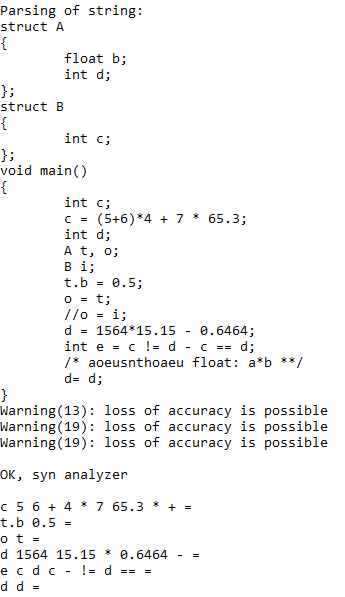 Parsing of string:
struct A
{
float b;
int d;
};
struct B
{
int c;
};
void main()
{
int c;
c = (5+6)*4 + 7 * 65.3;
int d;
A t, o;
B i;
t.b = 0.5;
o = t;
//o = i;
d = 1564*15.15 - 0.6464;
int e = c != d - c == d;
/* aoeusnthoaeu float: a*b **/
d= d;
}
Warning(13): loss of accuracy is possible
Warning(19): loss of accuracy is possible
Warning(19): loss of accuracy is possible
OK, syn analyzer
c 5 6 + 4 * 7 65.3 * + =
t.b 0.5 =
o t =
d 1564 15.15 * 0.6464 - =
e c d c - != d == =
d d =